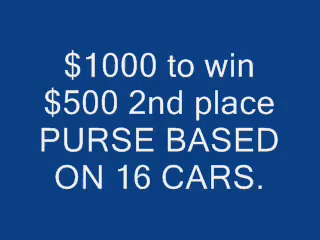 $1000 to win
$500 2nd place
PURSE BASED
ON 16 CARS.